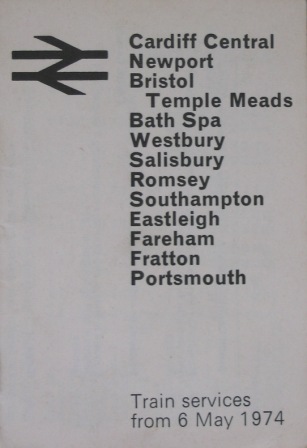 Cardiff Central
Newport
Bristol
Temple Meads
Bath Spa
Westbury
Salisbury
Romsey
Southampton
Eastleigh
Fareham
Fratton
Portsmouth
Train services
from 6 May 1974